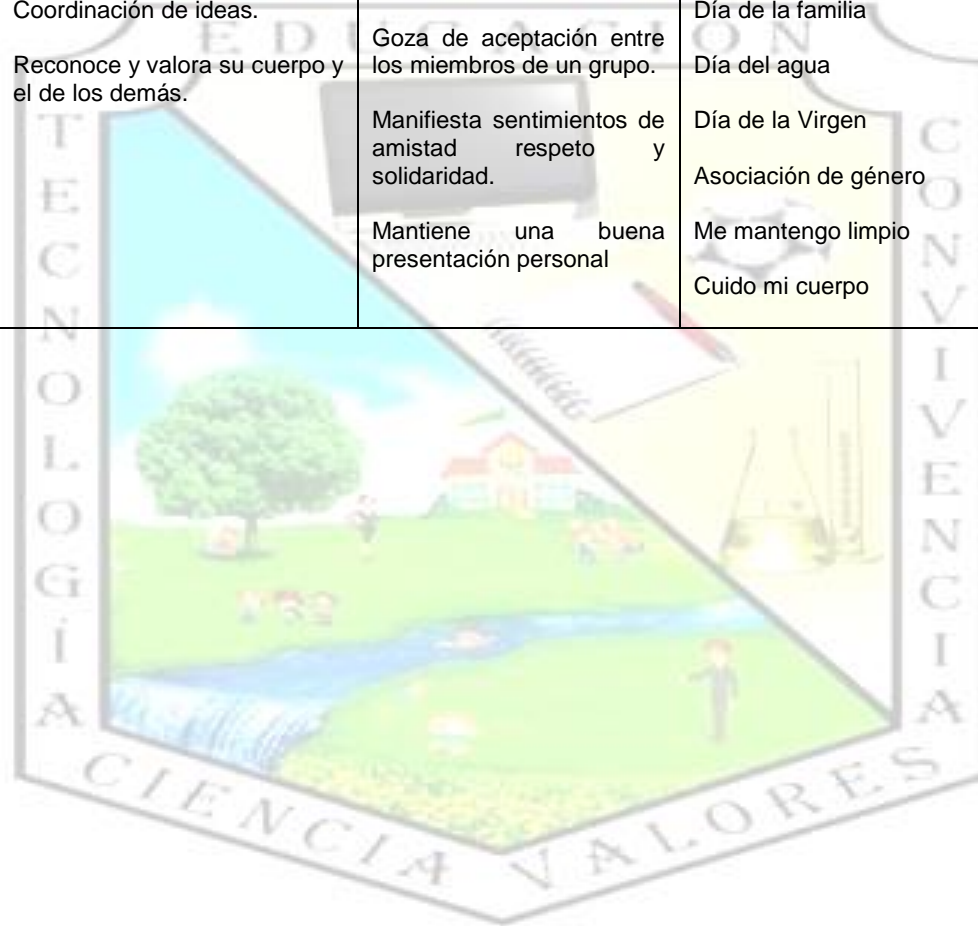 Coordinación de ideas.
Reconoce y valora su cuerpo y
el de los demás.
Goza de aceptación entre
los miembros de un grupo.
Manifiesta sentimientos de
amistad respeto y
solidaridad.
Mantiene una buena
presentación personal
Día de la familia
Día del agua
Día de la Virgen
Asociación de género
Me mantengo limpio
Cuido mi cuerpo
EDUCACIÓN
TECNOLOGÍA
CONVIVENCIA
CIENCIA VALORES